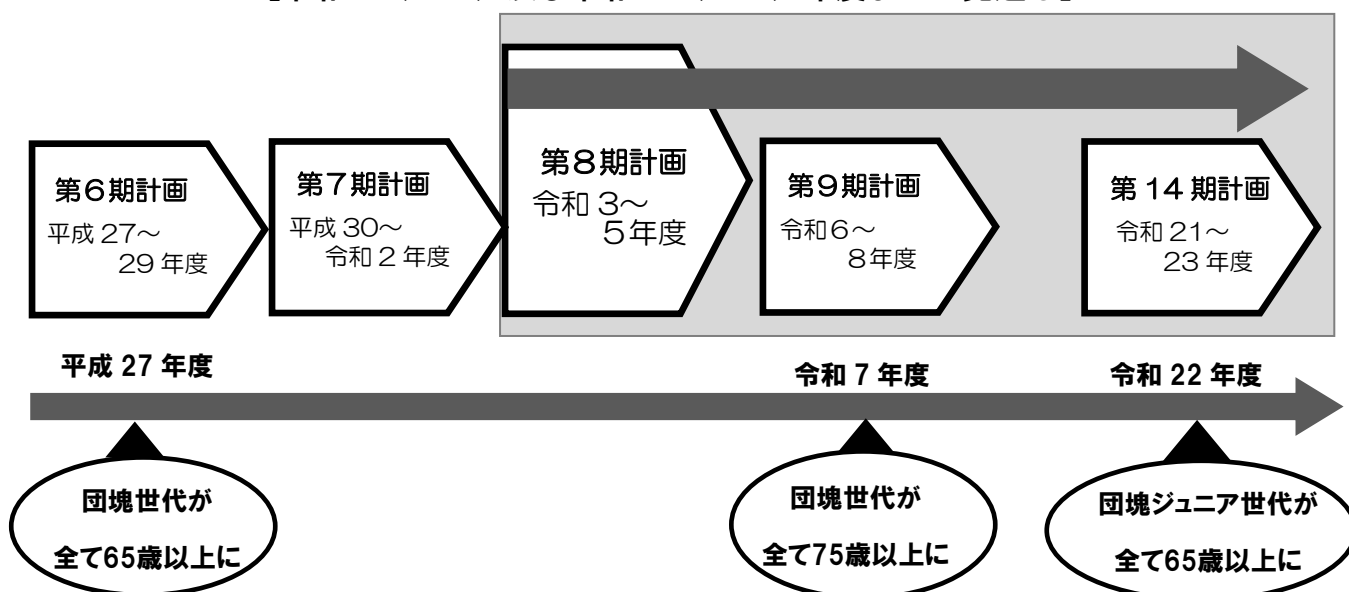 第6期計画
平成 27～
29 年度
第7期計画
平成 30～
令和 2 年度
第8期計画
令和 3～
5年度
第9期計画
令和6～
8年度
第 14 期計画
令和 21～
23 年度
平成 27 年度
令和 7 年度
令和 22 年度
団塊世代が
全て65歳以上に
団塊世代が
全て75歳以上に
団塊ジュニア世代が
全て65歳以上に